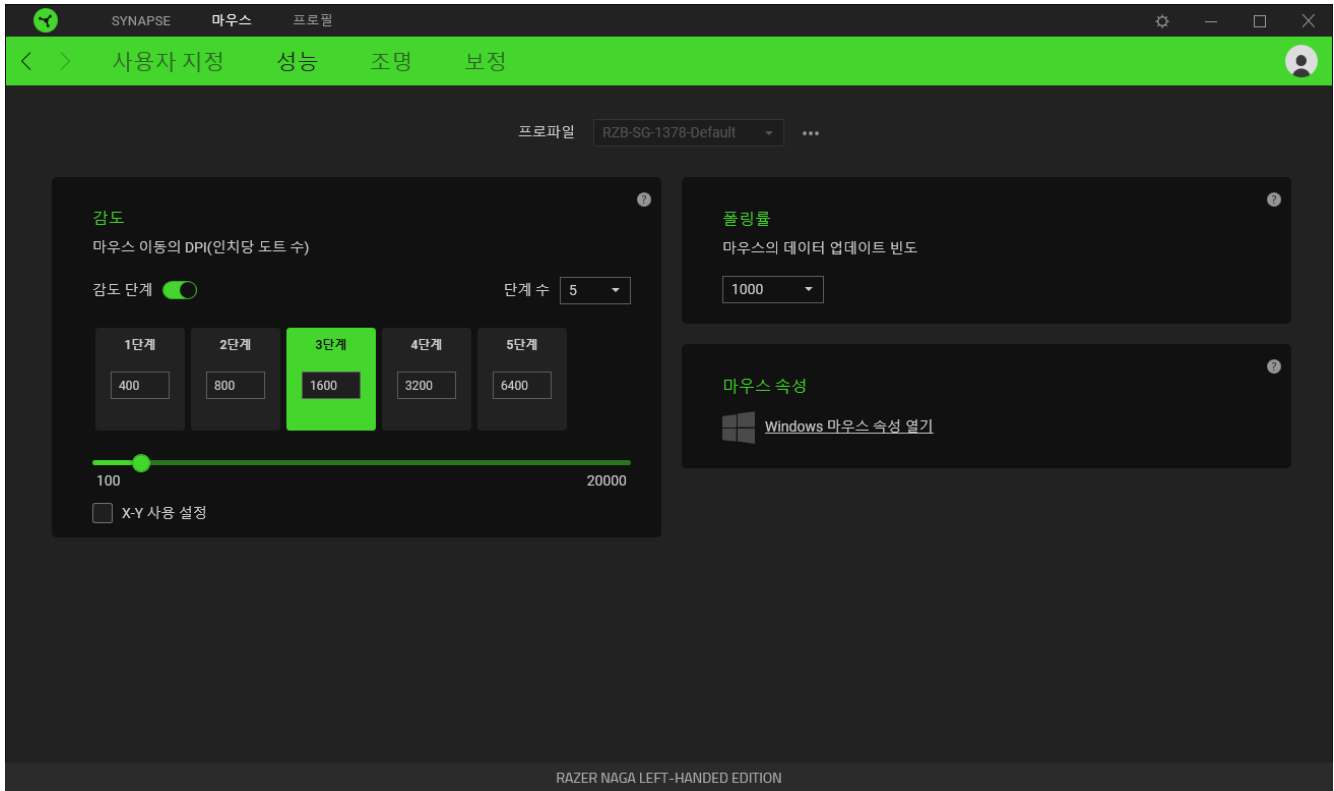 SYNAPSE 마우스 프로필
사용자 지정 성능 조명 보정
프로파일 RZB-SG-1378-Default
감도
마우스 이동의 DPI(인치당 도트 수)
감도 단계 단계 수 5
1단계 2단계 3단계 4단계 5단계
400 800 1600 3200 6400
100 20000
X-Y 사용 설정
폴링률
마우스의 데이터 업데이트 빈도
1000
마우스 속성
Windows 마우스 속성 열기
RAZER NAGA LEFT-HANDED EDITION